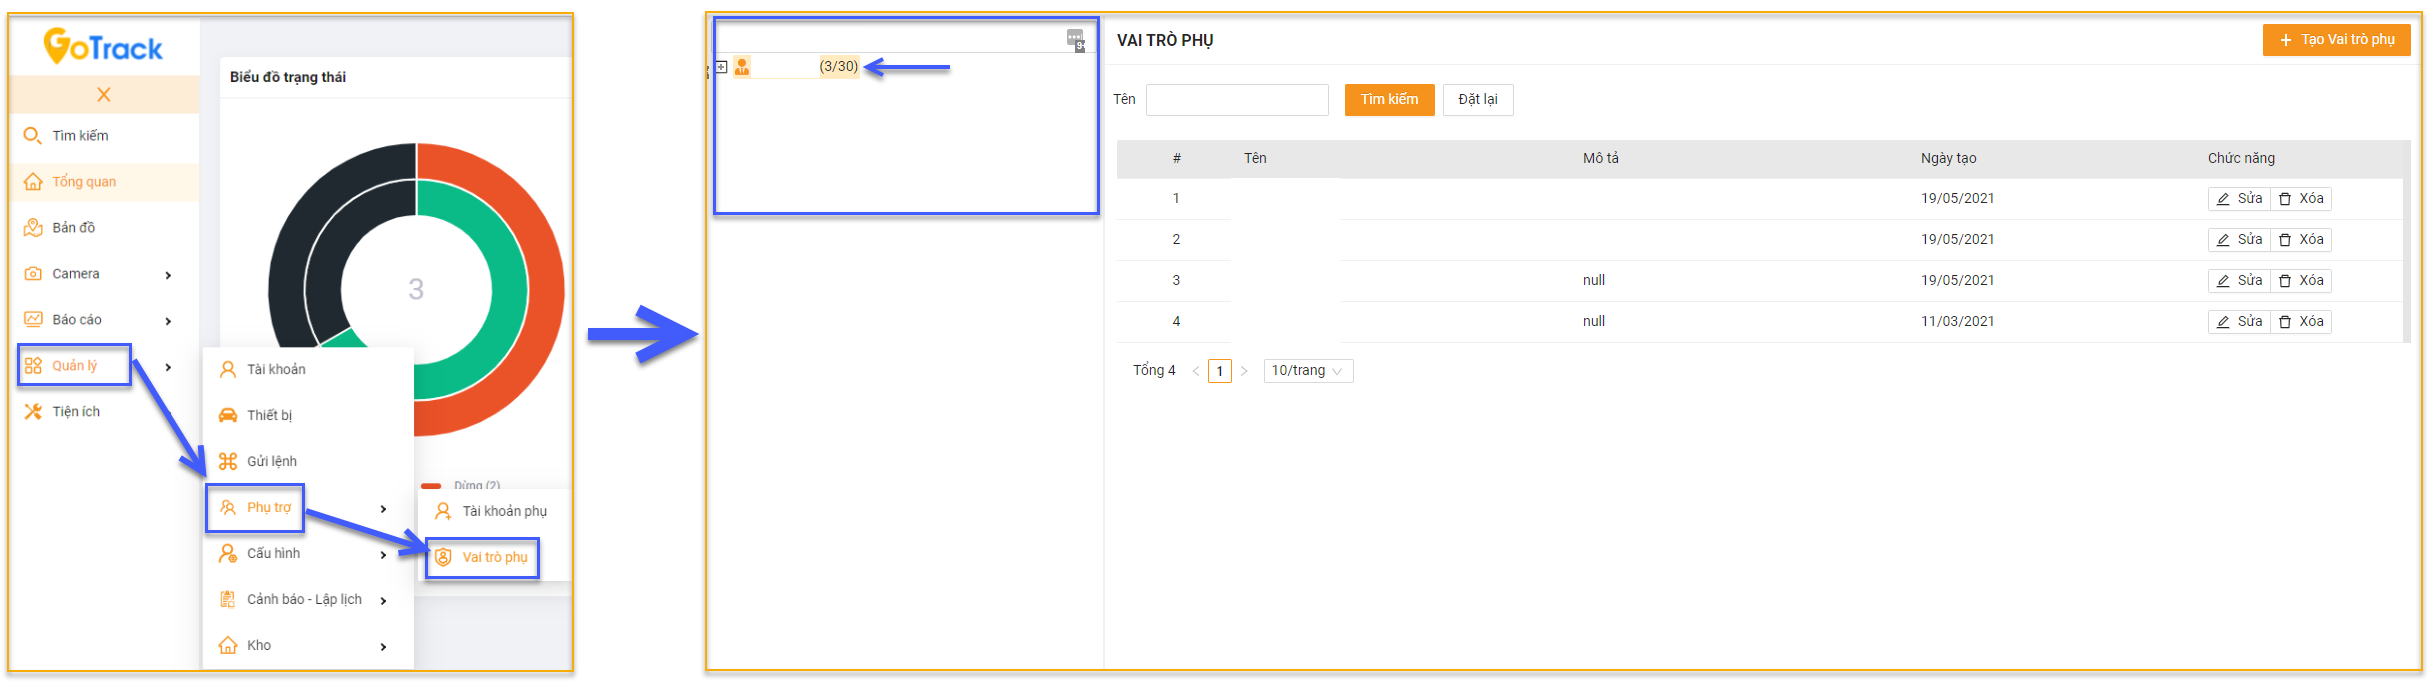 GoTrack
X
Tìm kiếm
Tổng quan
Bản đồ
Camera
Báo cáo
Quản lý
Tiện ích
Biểu đồ trạng thái
3
Dừng (2)
Tài khoản
Thiết bị
Gửi lệnh
Phụ trợ
Cấu hình
Cảnh báo - Lập lịch
Kho
Tài khoản phụ
Vai trò phụ
9
(3/30)
VAI TRÒ PHỤ
+ Tạo Vai trò phụ
Tên Tìm kiếm Đặt lại
# Tên Mô tả Ngày tạo Chức năng
1 19/05/2021 Sửa Xóa
2 19/05/2021 Sửa Xóa
3 null 19/05/2021 Sửa Xóa
4 null 11/03/2021 Sửa Xóa
Tổng 4 < 1 > 10/trang